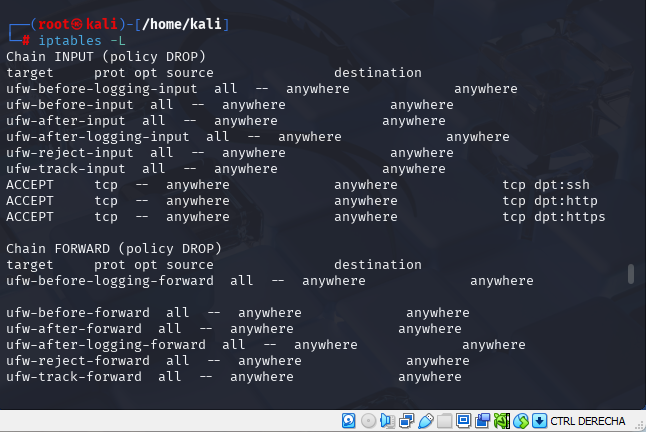 ┌──(root㉿kali)-[/home/kali]
└─# iptables -L
Chain INPUT (policy DROP)
target     prot opt source               destination
ufw-before-logging-input  all  --  anywhere             anywhere
ufw-before-input  all  --  anywhere             anywhere
ufw-after-input  all  --  anywhere             anywhere
ufw-after-logging-input  all  --  anywhere             anywhere
ufw-reject-input  all  --  anywhere             anywhere
ufw-track-input  all  --  anywhere             anywhere
ACCEPT     tcp  --  anywhere             anywhere             tcp dpt:ssh
ACCEPT     tcp  --  anywhere             anywhere             tcp dpt:http
ACCEPT     tcp  --  anywhere             anywhere             tcp dpt:https
Chain FORWARD (policy DROP)
target     prot opt source               destination
ufw-before-logging-forward  all  --  anywhere             anywhere
ufw-before-forward  all  --  anywhere             anywhere
ufw-after-forward  all  --  anywhere             anywhere
ufw-after-logging-forward  all  --  anywhere             anywhere
ufw-reject-forward  all  --  anywhere             anywhere
ufw-track-forward  all  --  anywhere             anywhere
CTRL DERECHA